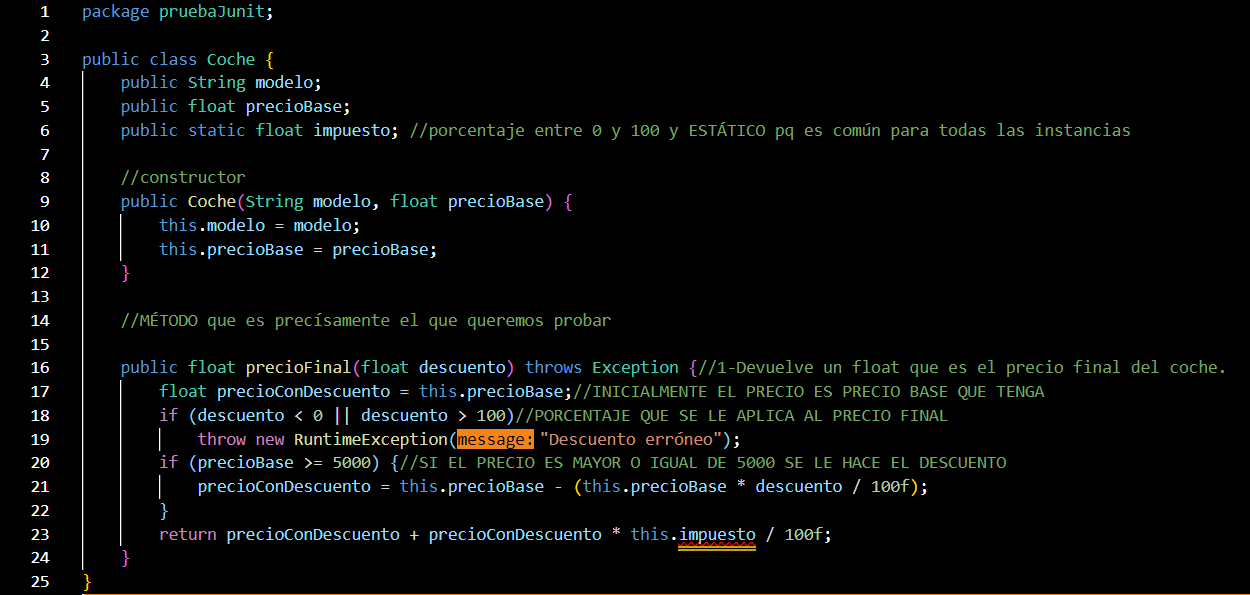 1 package pruebaJunit;
2
3 public class Coche {
4 public String modelo;
5 public float precioBase;
6 public static float impuesto; //porcentaje entre 0 y 100 y ESTÁTICO pq es común para todas las instancias
7
8 //constructor
9 public Coche(String modelo, float precioBase) {
10 this.modelo = modelo;
11 this.precioBase = precioBase;
12 }
13
14 //MÉTODO que es precísamente el que queremos probar
15
16 public float precioFinal(float descuento) throws Exception {//1-Devuelve un float que es el precio final del coche.
17 float precioConDescuento = this.precioBase;//INICIALMENTE EL PRECIO ES PRECIO BASE QUE TENGA
18 if (descuento < 0 || descuento > 100)//PORCENTAJE QUE SE LE APLICA AL PRECIO FINAL
19 throw new RuntimeException(message: "Descuento erróneo");
20 if (precioBase >= 5000) {//SI EL PRECIO ES MAYOR O IGUAL DE 5000 SE LE HACE EL DESCUENTO
21 precioConDescuento = this.precioBase - (this.precioBase * descuento / 100f);
22 }
23 return precioConDescuento + precioConDescuento * this.impuesto / 100f;
24 }
25 }